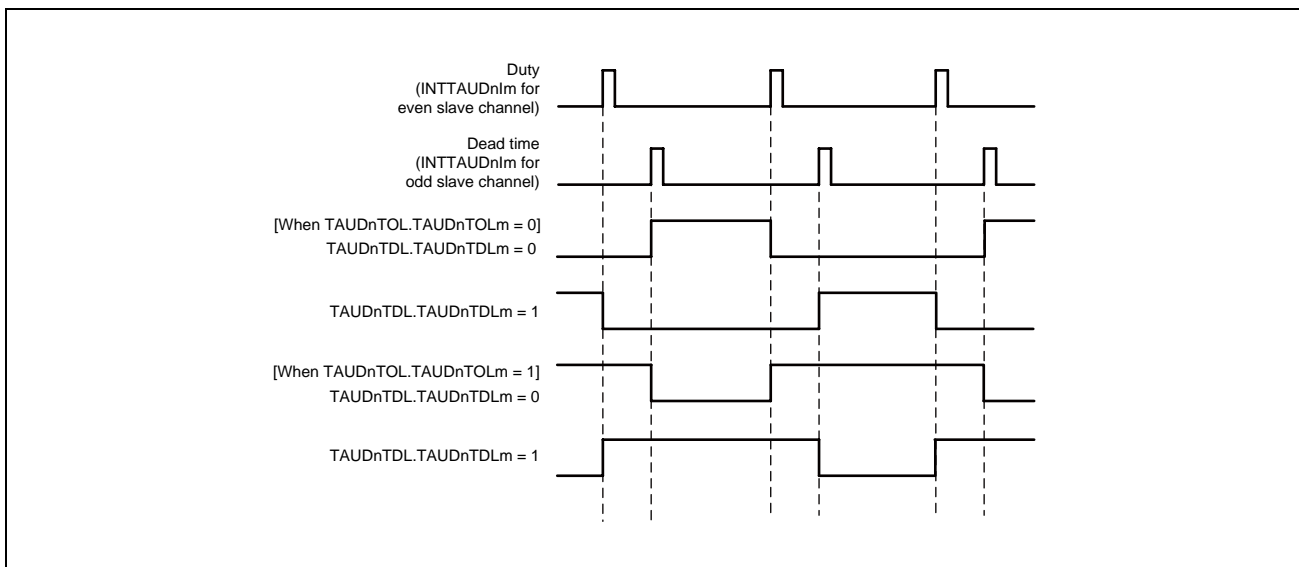 Duty
(INTTAUDnIm for
even slave channel)
Dead time
(INTTAUDnIm for
odd slave channel)
[When TAUDnTOL.TAUDnTOLm = 0]
TAUDnTDL.TAUDnTDLm = 0
TAUDnTDL.TAUDnTDLm = 1
[When TAUDnTOL.TAUDnTOLm = 1]
TAUDnTDL.TAUDnTDLm = 0
TAUDnTDL.TAUDnTDLm = 1